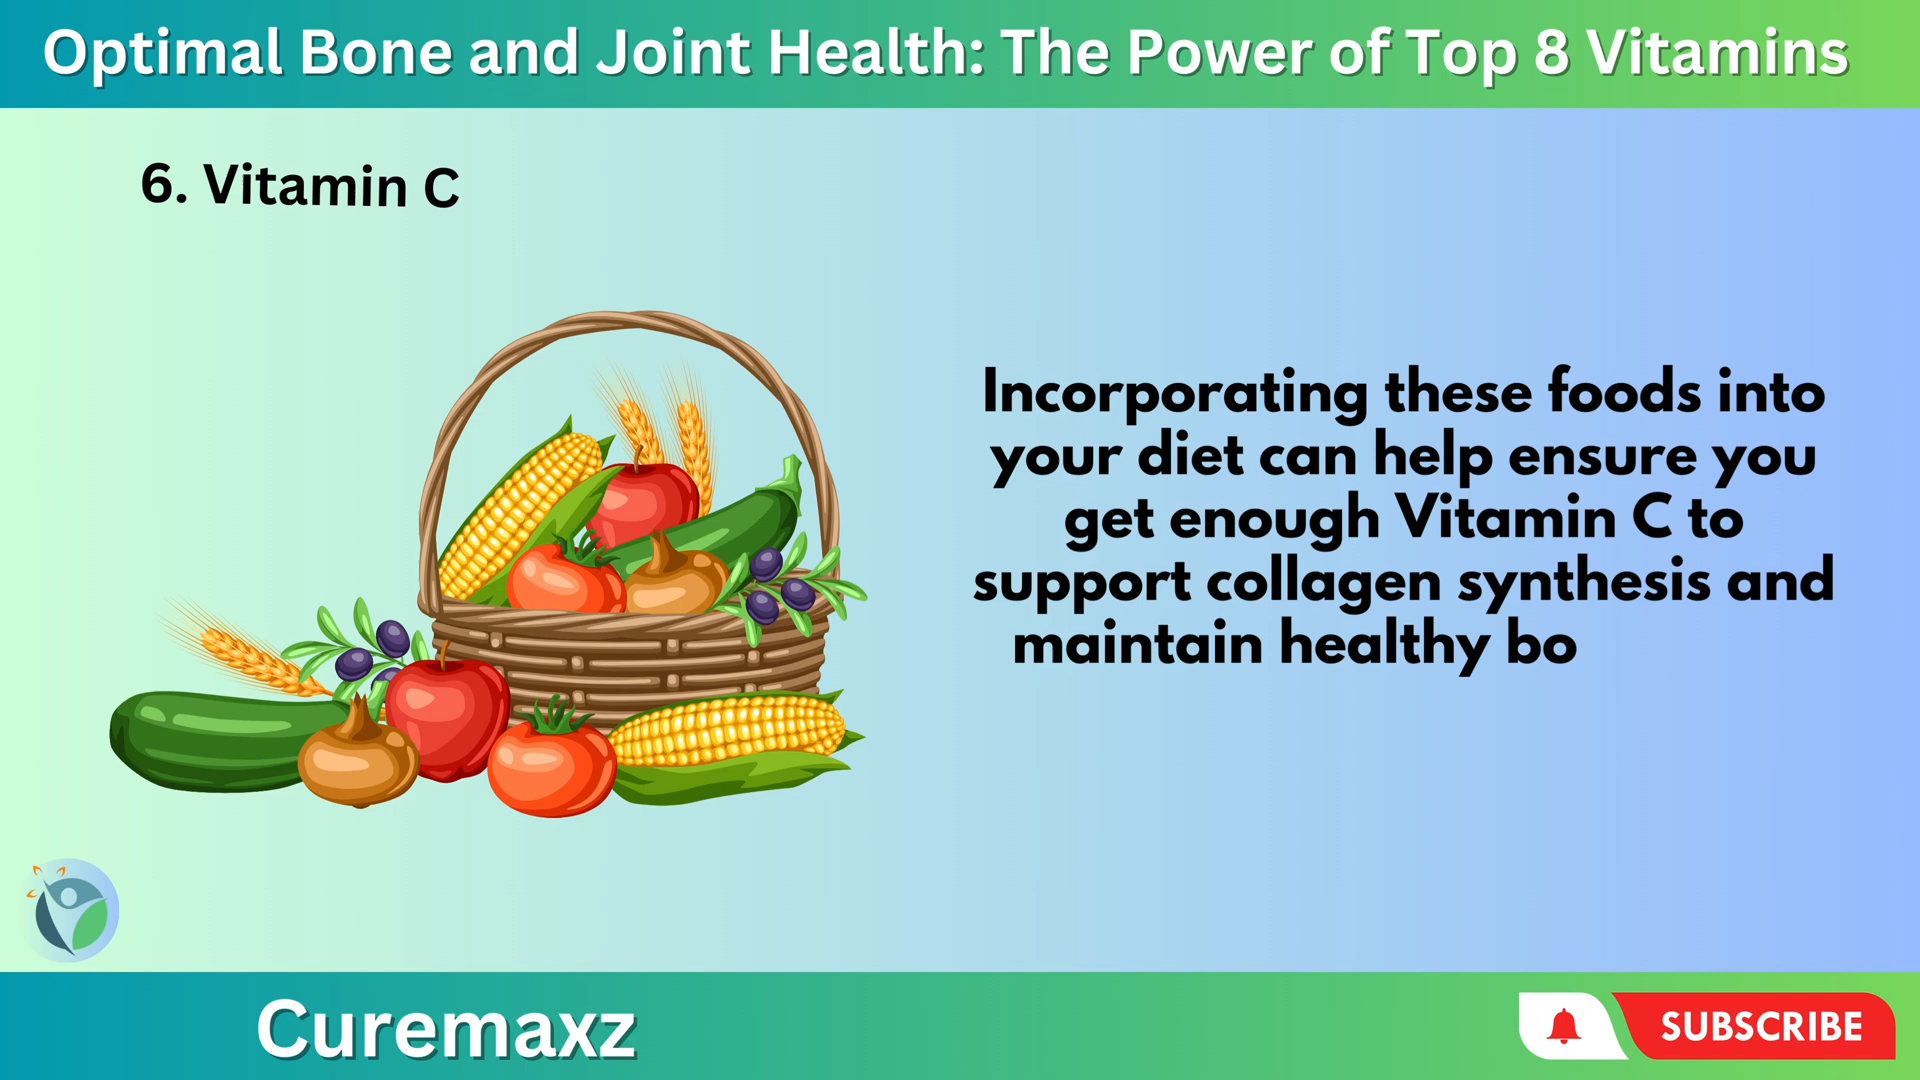 Optimal Bone and Joint Health: The Power of Top 8 Vitamins
6. Vitamin C
Incorporating these foods into
your diet can help ensure you
get enough Vitamin C to
support collagen synthesis and
maintain healthy bo
Curemaxz
SUBSCRIBE